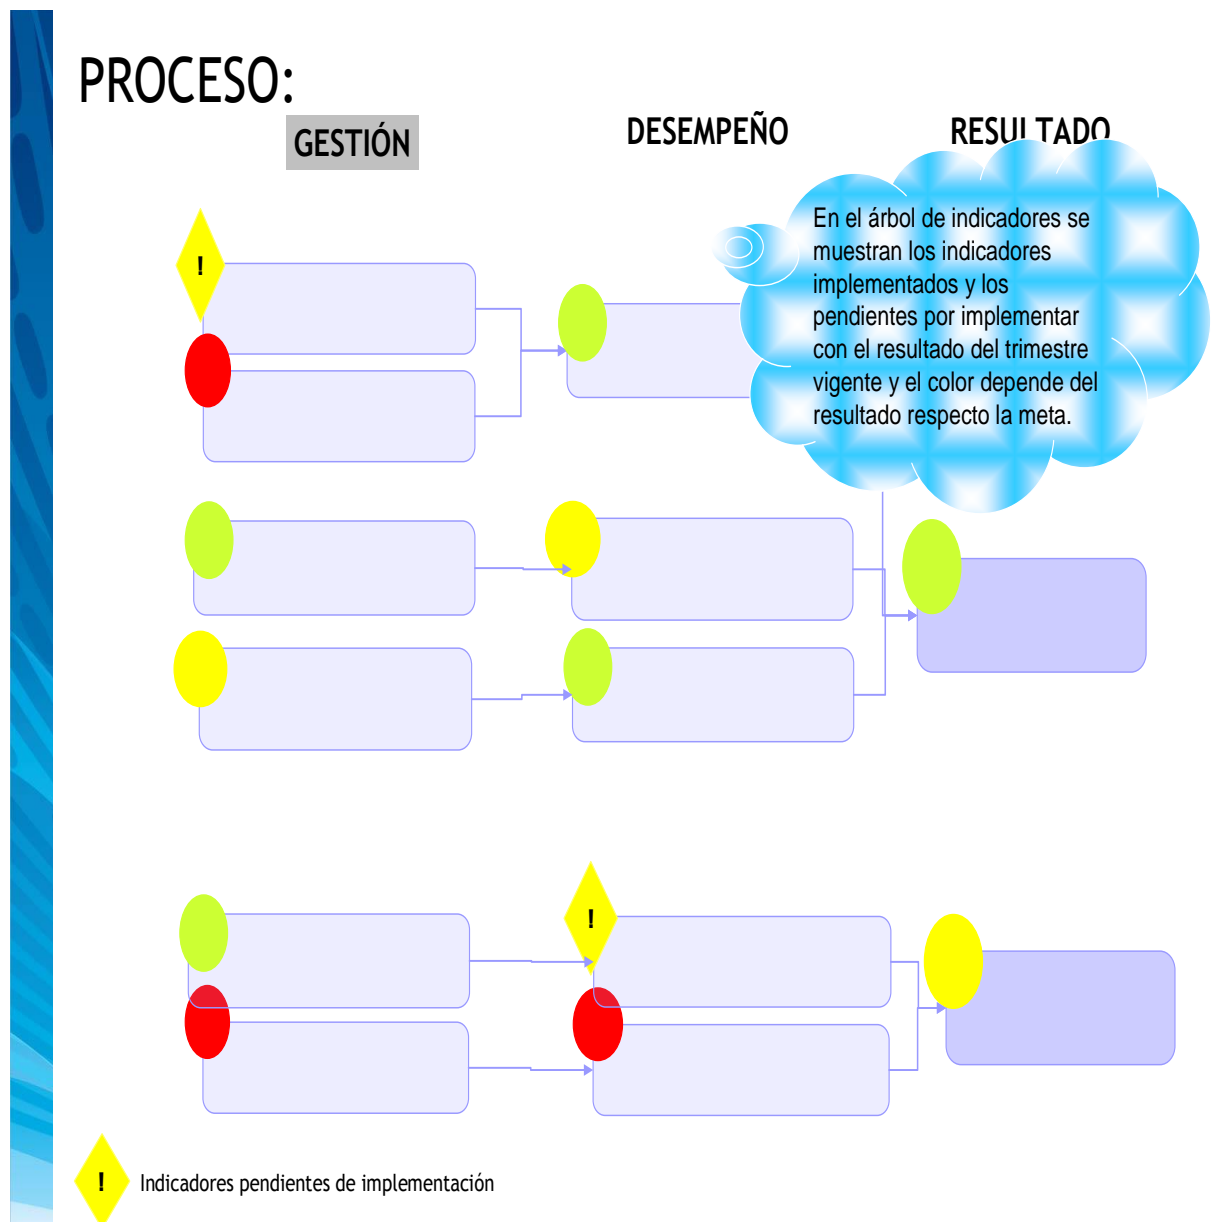 PROCESO:
GESTIÓN
DESEMPEÑO
RESULTADO
En el árbol de indicadores se
muestran los indicadores
implementados y los
pendientes por implementar
con el resultado del trimestre
vigente y el color depende del
resultado respecto la meta.
!
!
! Indicadores pendientes de implementación